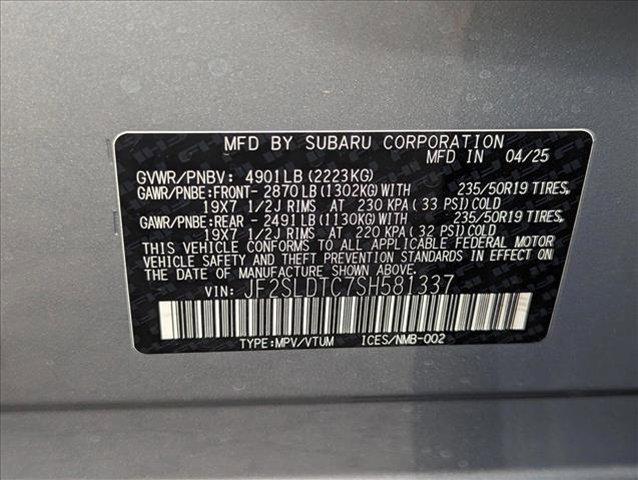 MFD BY SUBARU CORPORATION
MFD IN 04/25
GVWR/PNBV: 4901LB(2223KG)
GAWR/PNBE:FRONT- 2870LB(1302KG)WITH 235/50R19 TIRES,
19X7 1/2J RIMS AT 230 KPA( 33 PSI)COLD
GAWR/PNBE:REAR - 2491LB(1130KG)WITH 235/50R19 TIRES,
19X7 1/2J RIMS AT 220 KPA( 32 PSI)COLD
THIS VEHICLE CONFORMS TO ALL APPLICABLE FEDERAL MOTOR
VEHICLE SAFETY AND THEFT PREVENTION STANDARDS IN EFFECT ON
THE DATE OF MANUFACTURE SHOWN ABOVE.
VIN: JF2SLDTC7SH581337
TYPE:MPV/VTUM ICES/NMB-002